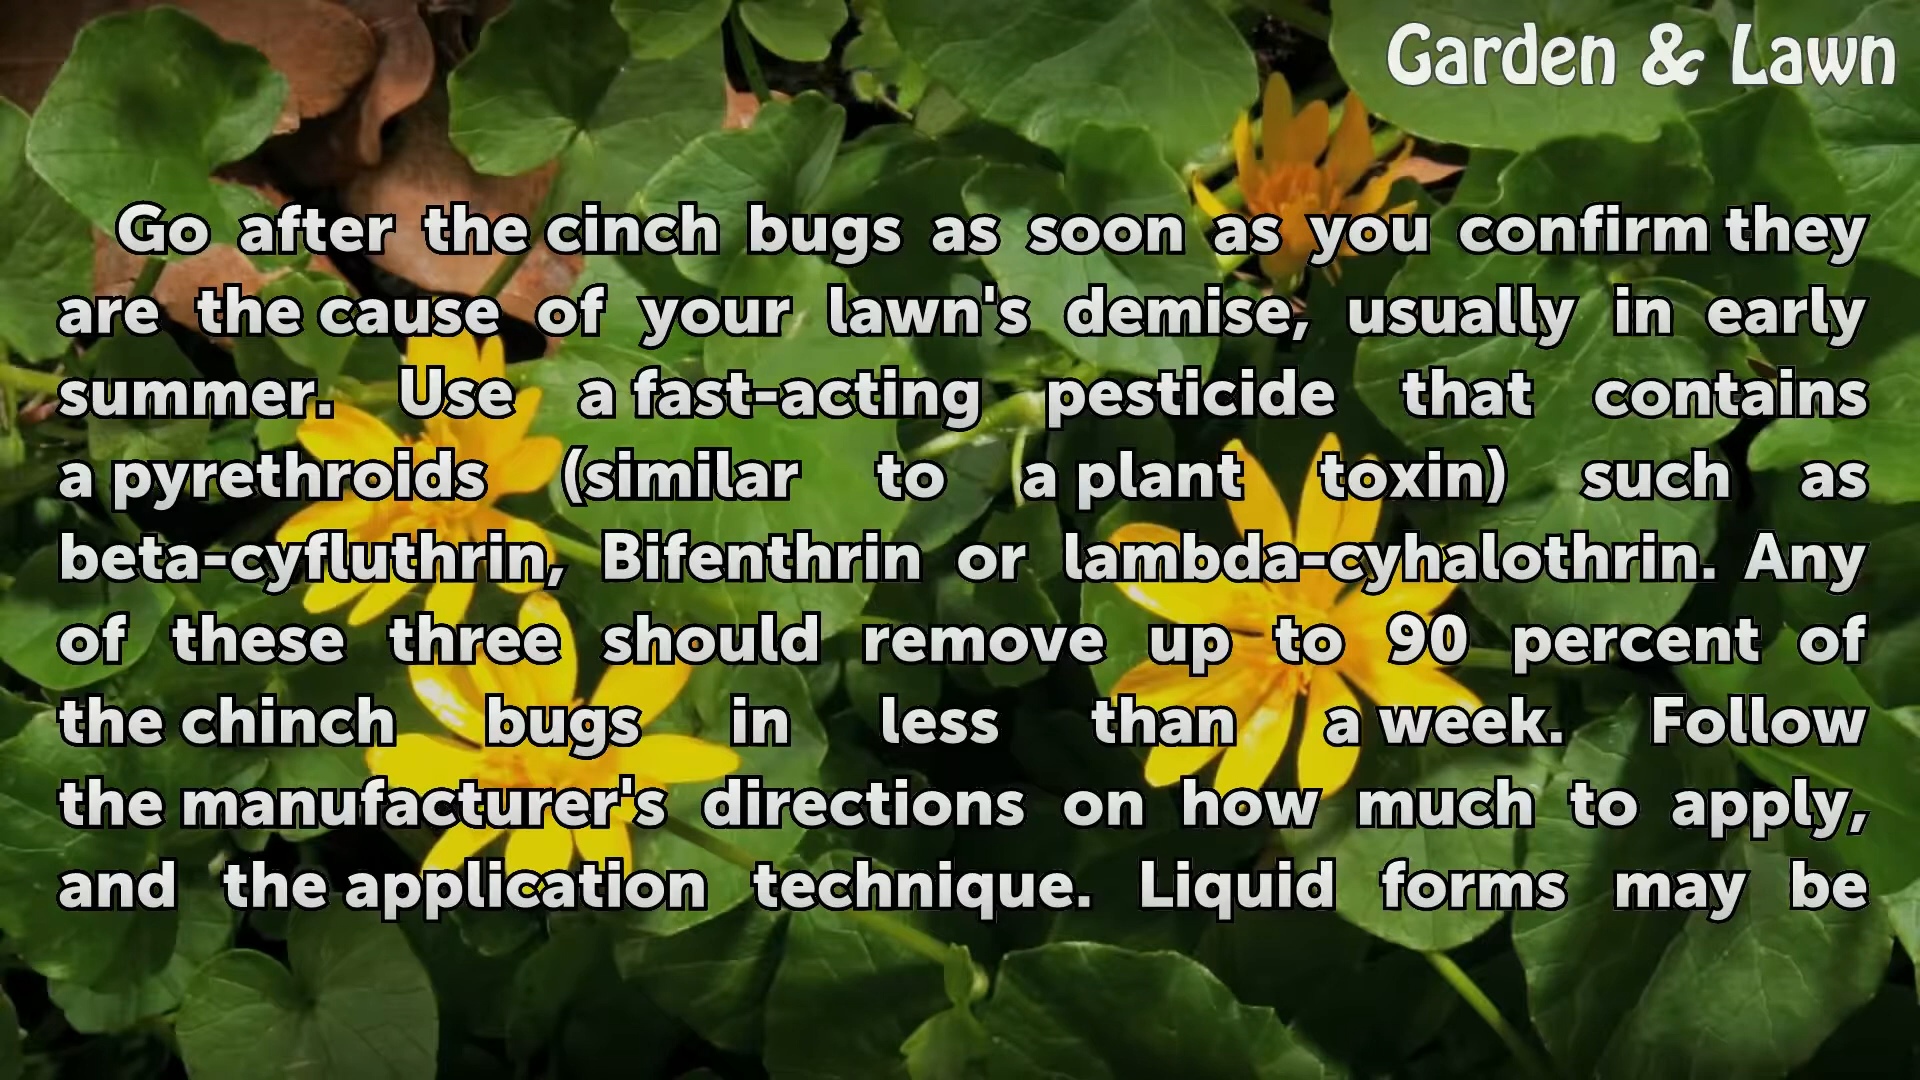 Garden & Lawn
Go after the cinch bugs as soon as you confirm they
are the cause of your lawn's demise, usually in early
summer. Use a fast-acting pesticide that contains
a pyrethroids (similar to a plant toxin) such as
beta-cyfluthrin, Bifenthrin or lambda-cyhalothrin. Any
of these three should remove up to 90 percent of
the chinch bugs in less than a week. Follow
the manufacturer's directions on how much to apply,
and the application technique. Liquid forms may be